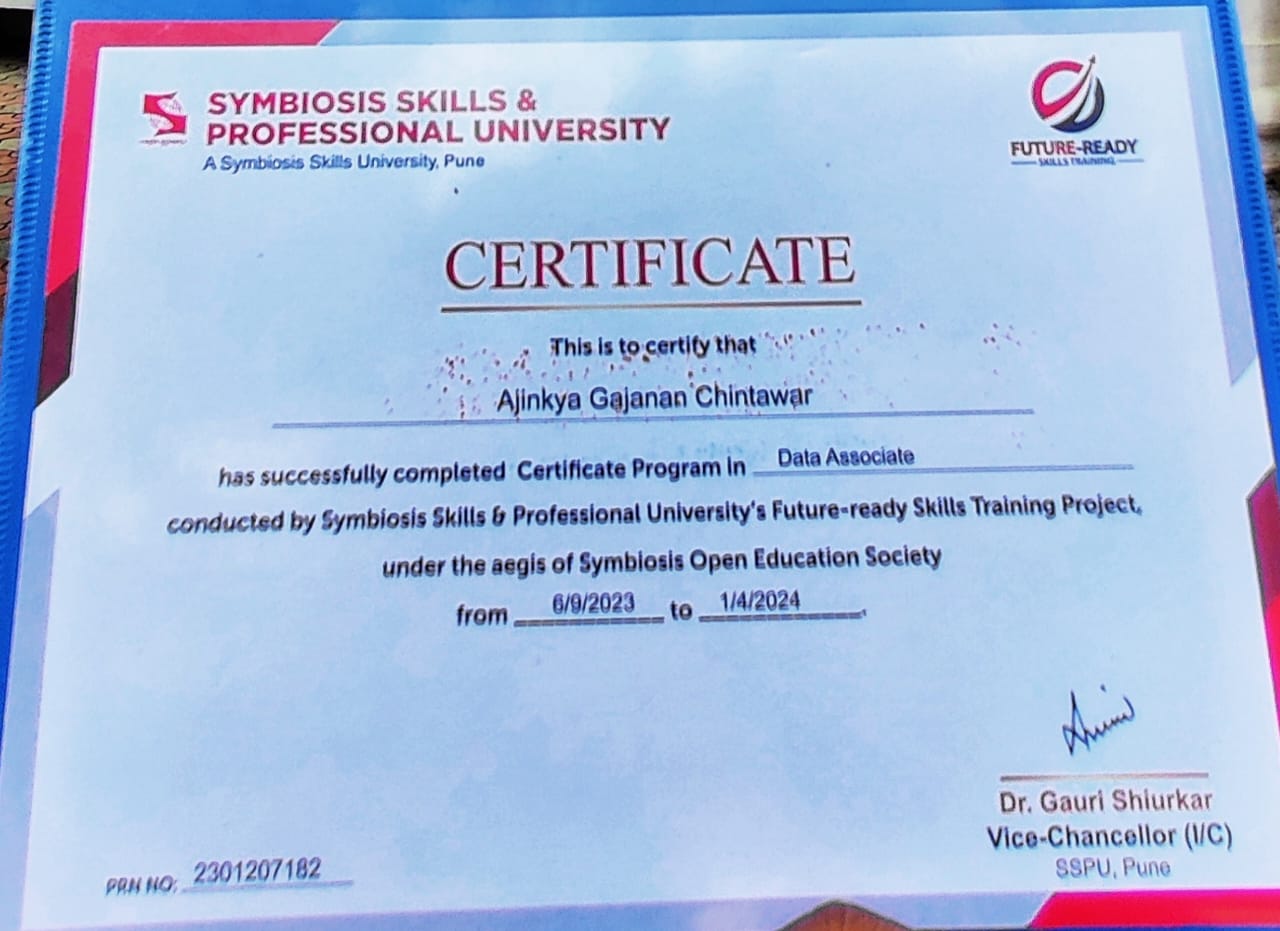 SYMBIOSIS SKILLS &
PROFESSIONAL UNIVERSITY
A Symbiosis Skills University, Pune
FUTURE-READY
SKILLS TRAINING
CERTIFICATE
This is to certify that
Ajinkya Gajanan Chintawar
has successfully completed Certificate Program in Data Associate
conducted by Symbiosis Skills & Professional University's Future-ready Skills Training Project,
under the aegis of Symbiosis Open Education Society
from 6/9/2023 to 1/4/2024.
Dr. Gauri Shiurkar
Vice-Chancellor (I/C)
SSPU, Pune
PRN NO: 2301207182